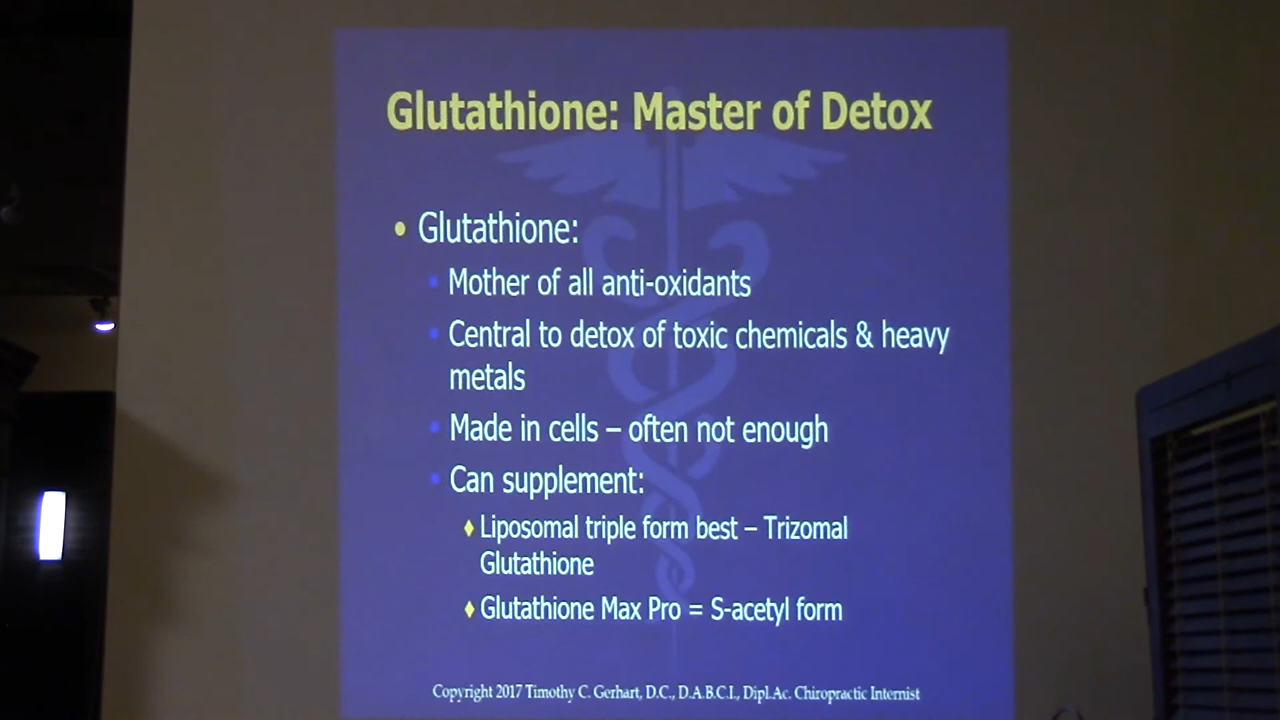 Glutathione: Master of Detox
• Glutathione:
Mother of all anti-oxidants
Central to detox of toxic chemicals & heavy
metals
Made in cells – often not enough
Can supplement:
Liposomal triple form best – Trizomal
Glutathione
Glutathione Max Pro = S-acetyl form
Copyright 2017 Timothy C. Gerhart, D.C., D.A.B.C.I., Dipl.Ac. Chiropractic Internist